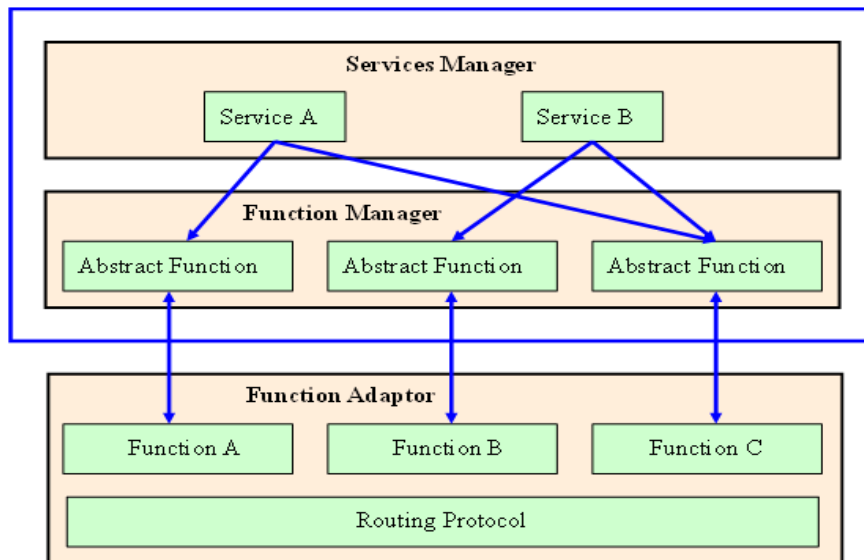 Services Manager
Service A
Service B
Function Manager
Abstract Function
Abstract Function
Abstract Function
Function Adaptor
Function A
Function B
Function C
Routing Protocol